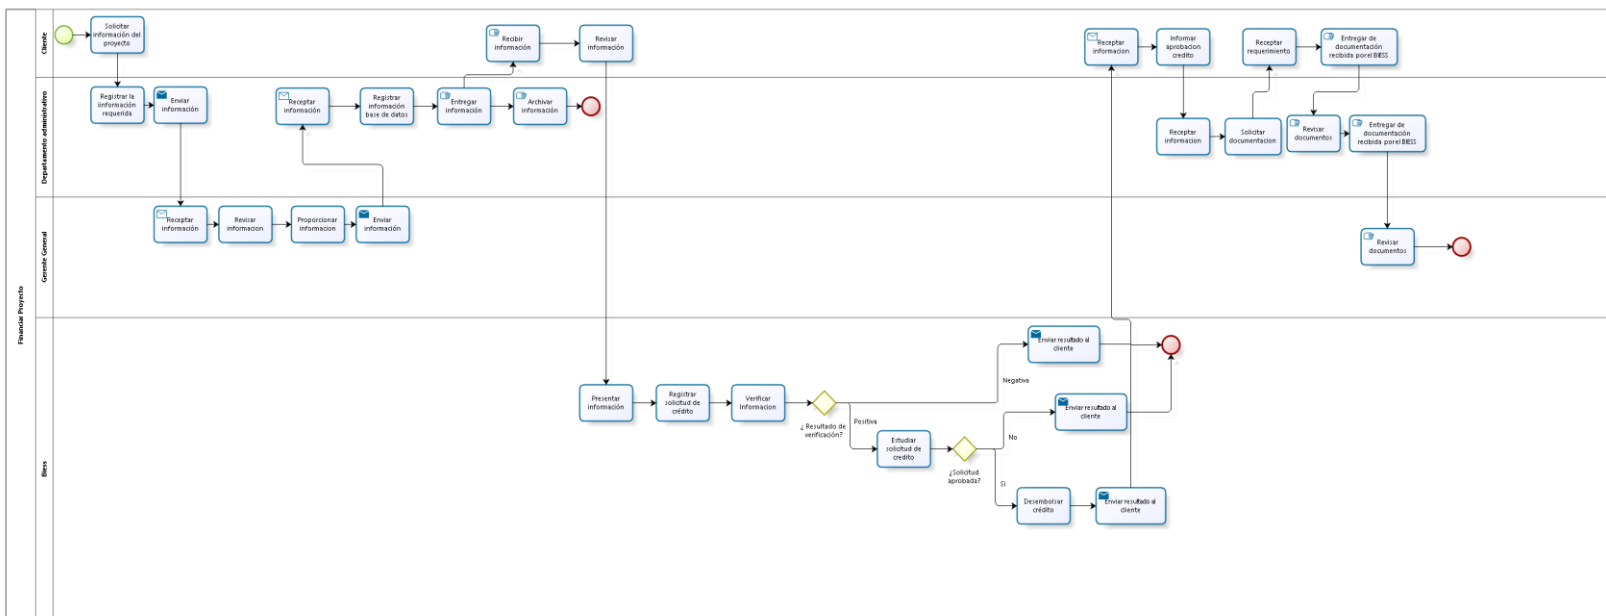 Financiar Proyecto
Cliente
Solicitar
información del
proyecto
Recibir
información
Revisar
información
Receptar
informacion
Informar
aprobacion
credito
Receptar
requerimiento
Entregar de
documentación
recibida por el BIESS
Departamento administrativo
Registrar la
iinformación
requerida
Enviar
información
Receptar
información
Registrar
información
base de datos
Entregar
información
Archivar
información
Receptar
informacion
Solicitar
documentacion
Revisar
documentos
Entregar de
documentación
recibida por el BIESS
Gerente General
Receptar
información
Revisar
informacion
Proporcionar
informacion
Enviar
información
Revisar
documentos
Biess
Presentar
información
Registrar
solicitud de
crédito
Verificar
Informacion
¿ Resultado de
verificación?
Negativa
Enviar resultado al
cliente
Positiva
Estudiar
solicitud de
credito
¿Solicitud
aprobada?
No
Enviar resultado al
cliente
Si
Desembolsar
crédito
Enviar resultado al
cliente